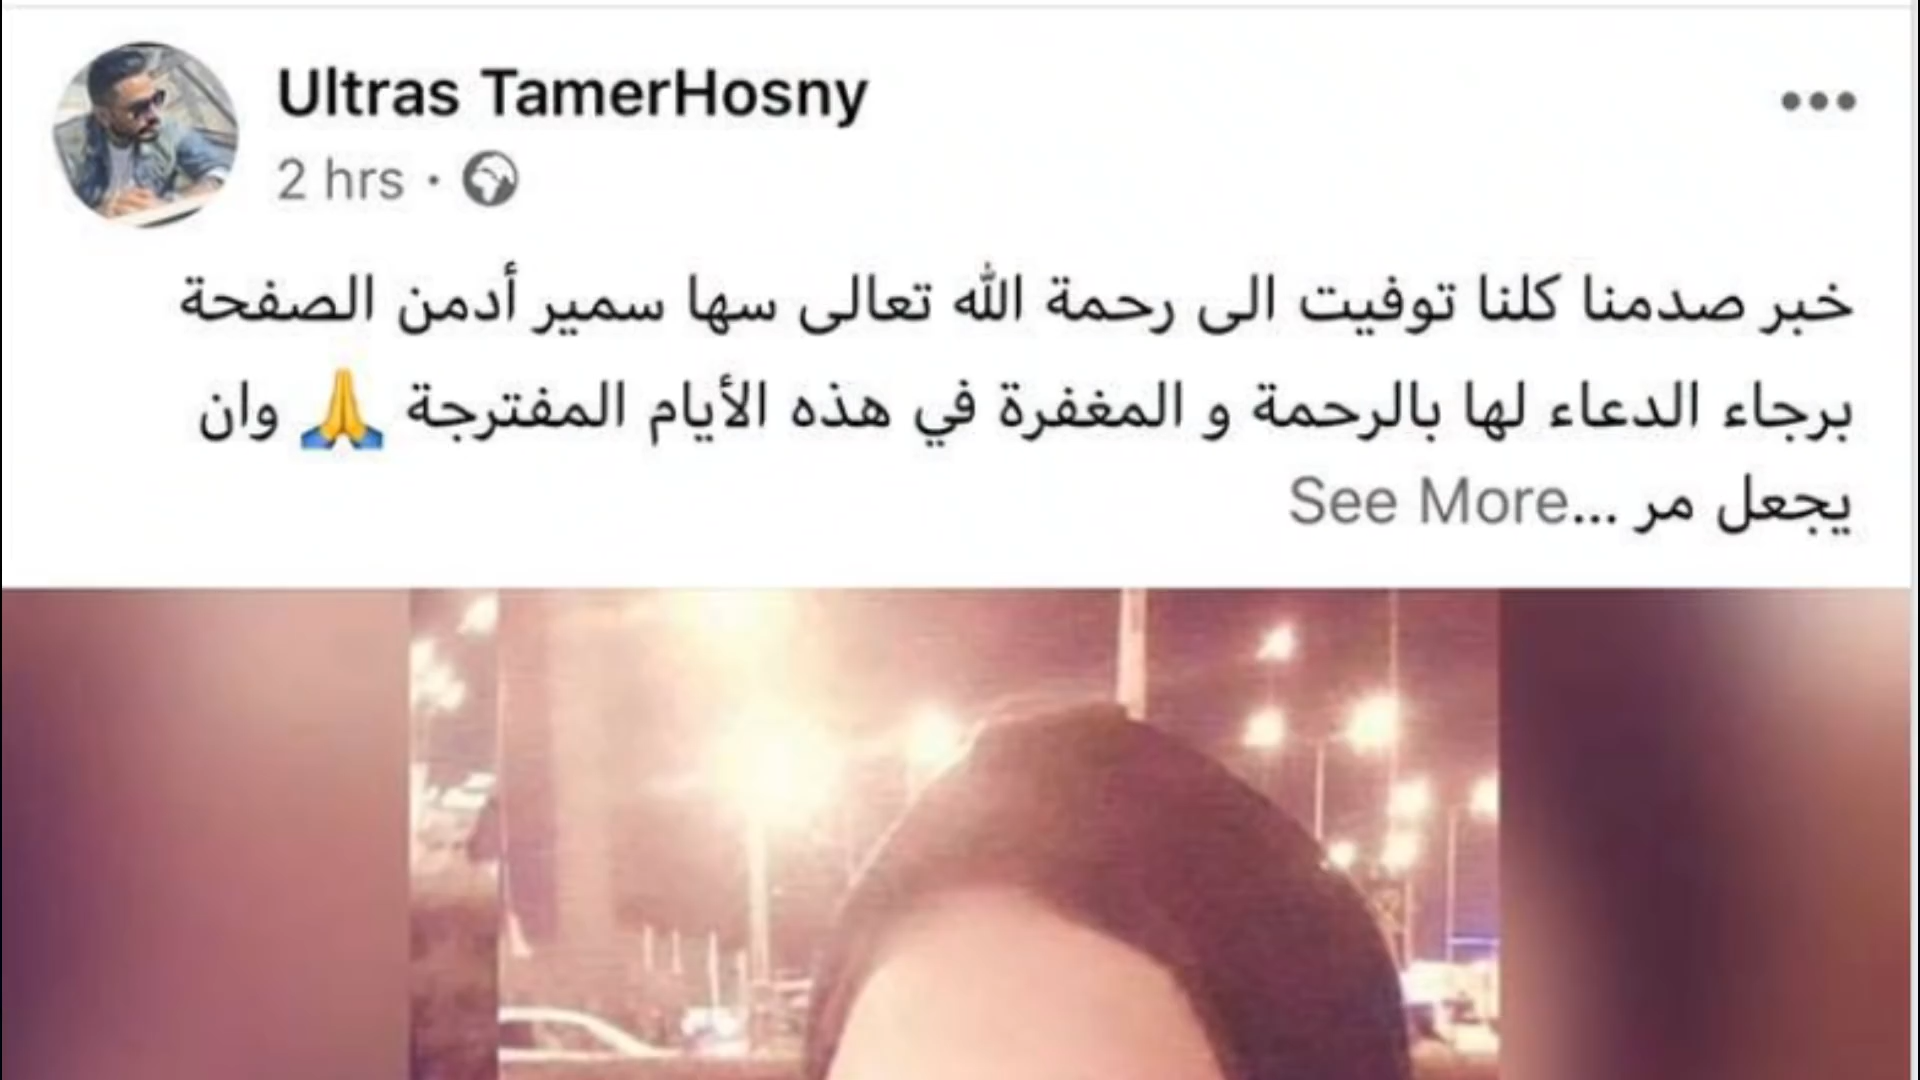 Ultras TamerHosny
2 hrs ·
خبر صدمنا كلنا توفيت الى رحمة الله تعالى سها سمير أدمن الصفحة
برجاء الدعاء لها بالرحمة و المغفرة في هذه الأيام المفترجة 🙏 وان
يجعل مر ...See More